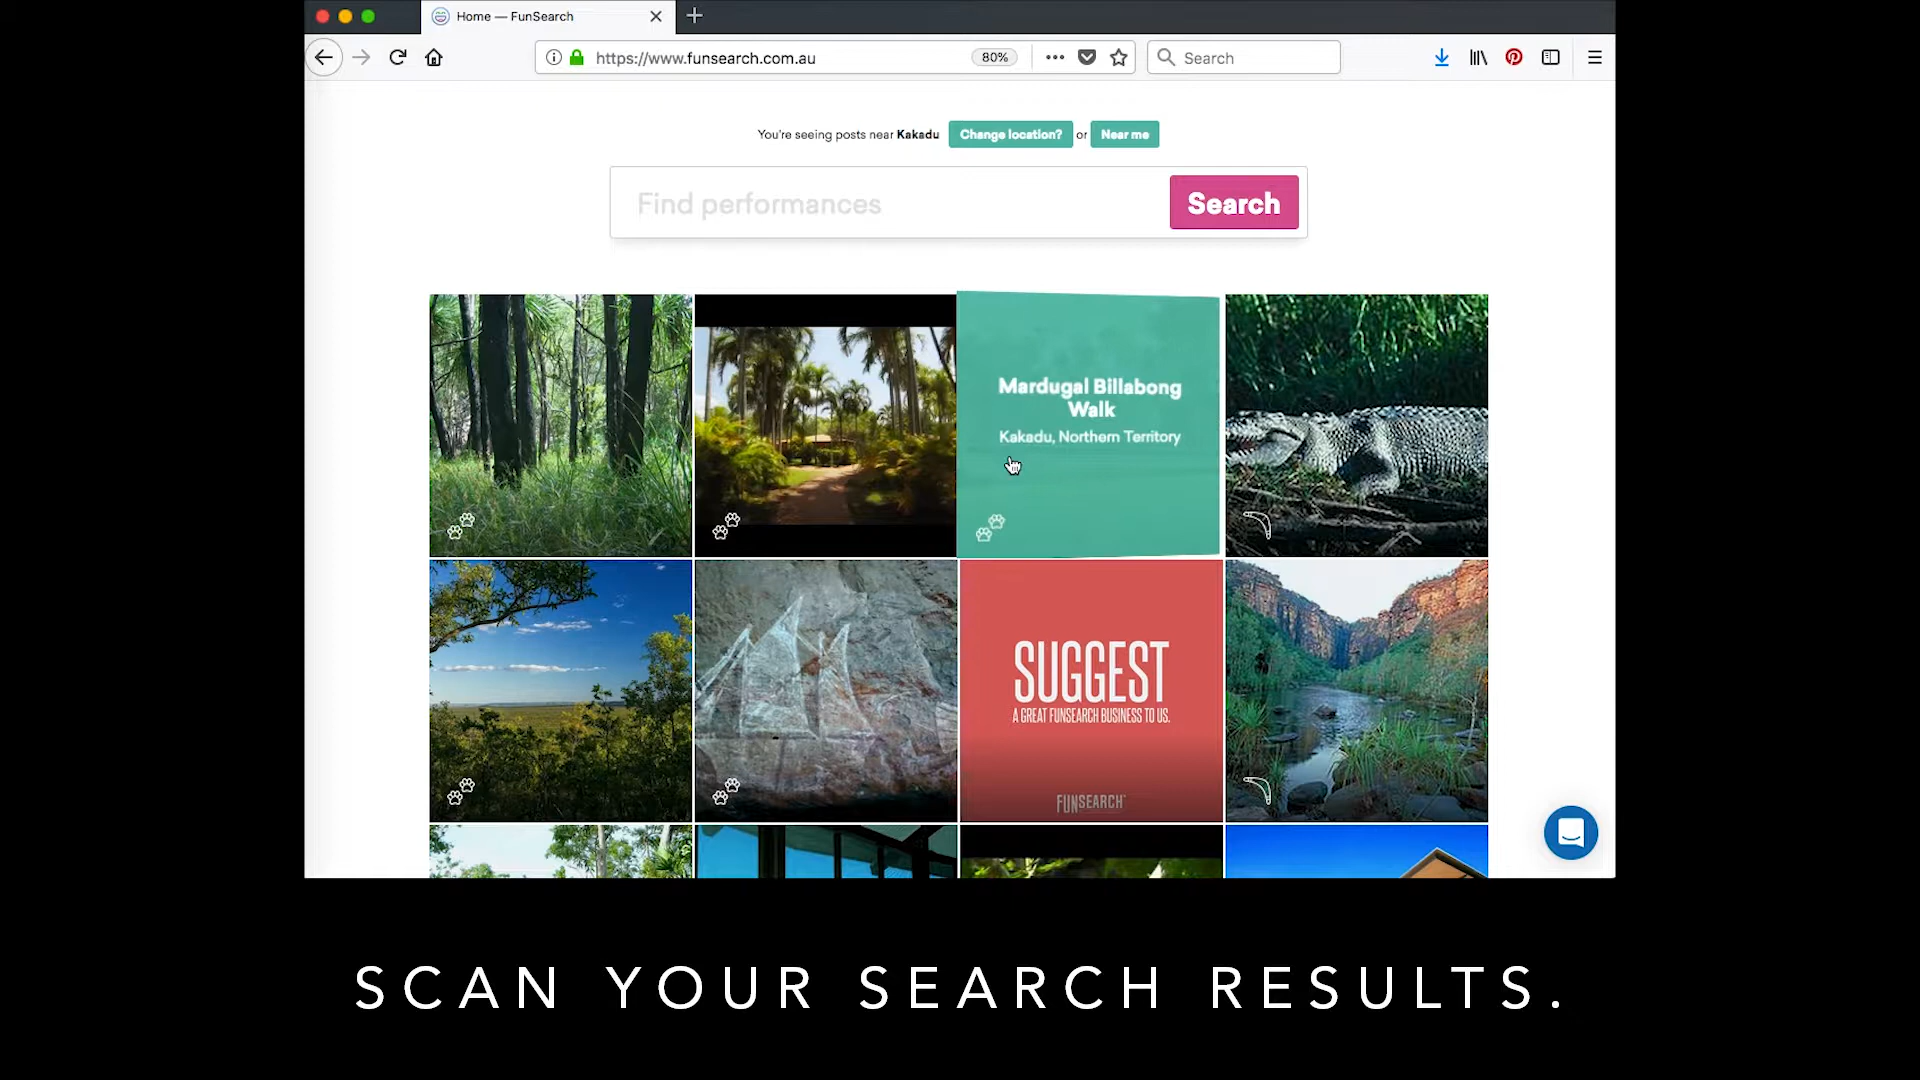 Home — FunSearch
https://www.funsearch.com.au
80%
Search
You're seeing posts near Kakadu
Change location?
or
Near me
Find performances
Search
Mardugal Billabong
Walk
Kakadu, Northern Territory
SUGGEST
A GREAT FUNSEARCH BUSINESS TO US.
FUNSEARCH
SCAN YOUR SEARCH RESULTS.